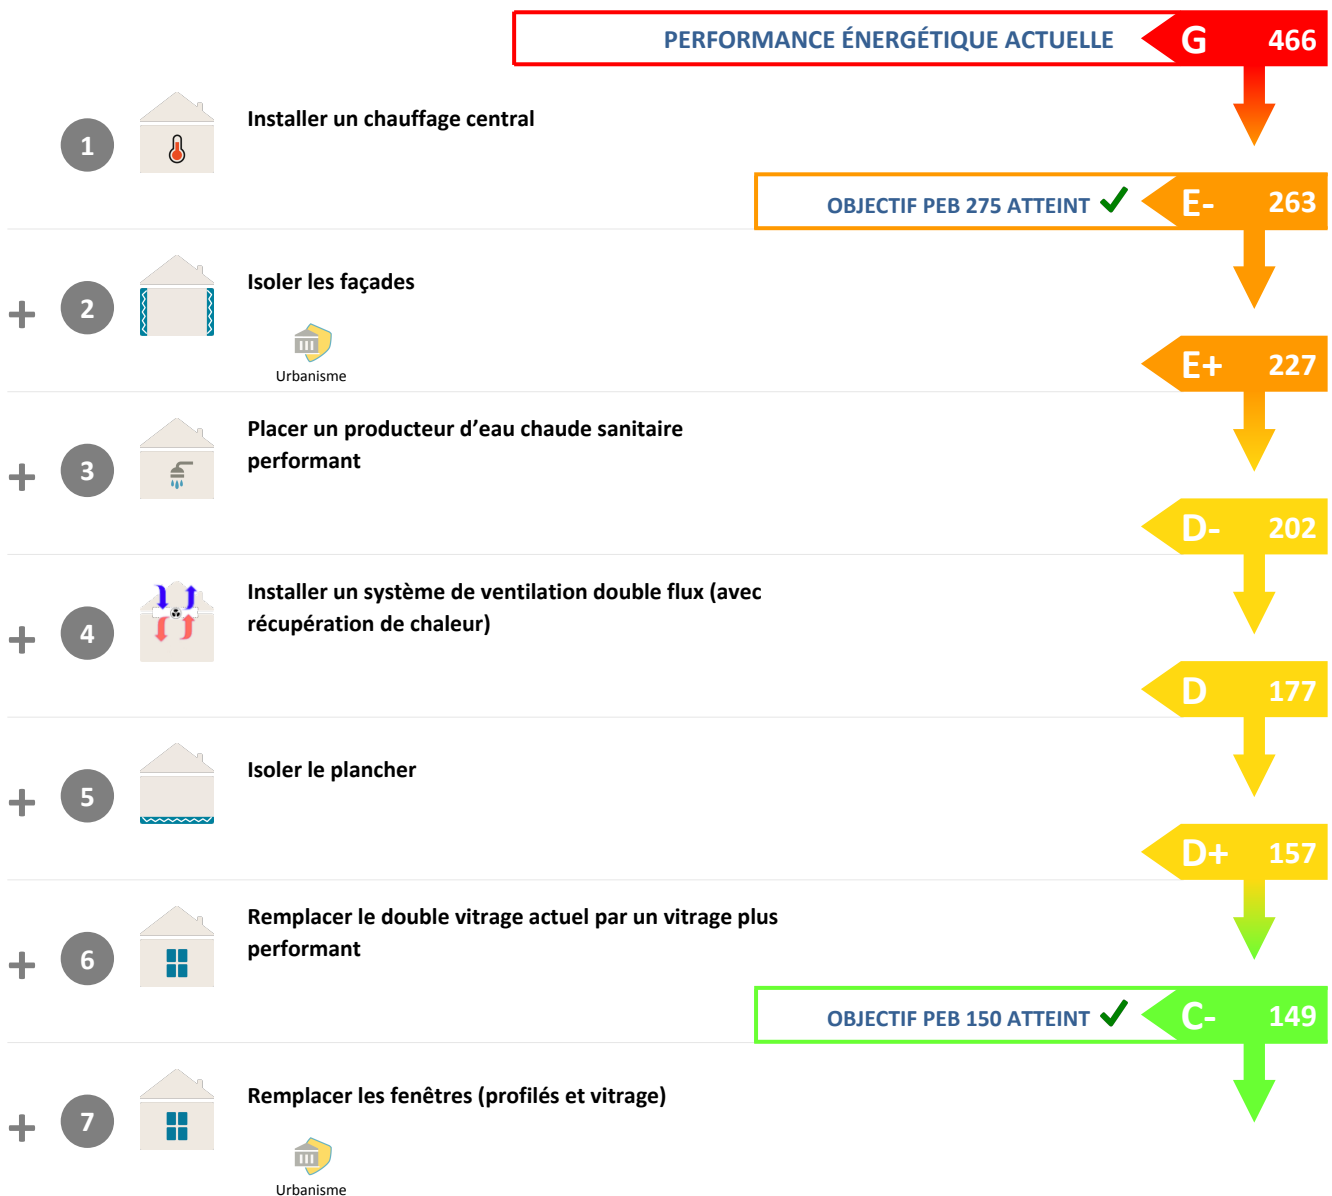 PERFORMANCE ÉNERGÉTIQUE ACTUELLE G 466
1 Installer un chauffage central
OBJECTIF PEB 275 ATTEINT E- 263
+ 2 Isoler les façades
Urbanisme
E+ 227
+ 3 Placer un producteur d’eau chaude sanitaire
performant
D- 202
+ 4 Installer un système de ventilation double flux (avec
récupération de chaleur)
D 177
+ 5 Isoler le plancher
D+ 157
+ 6 Remplacer le double vitrage actuel par un vitrage plus
performant
OBJECTIF PEB 150 ATTEINT C- 149
+ 7 Remplacer les fenêtres (profilés et vitrage)
Urbanisme